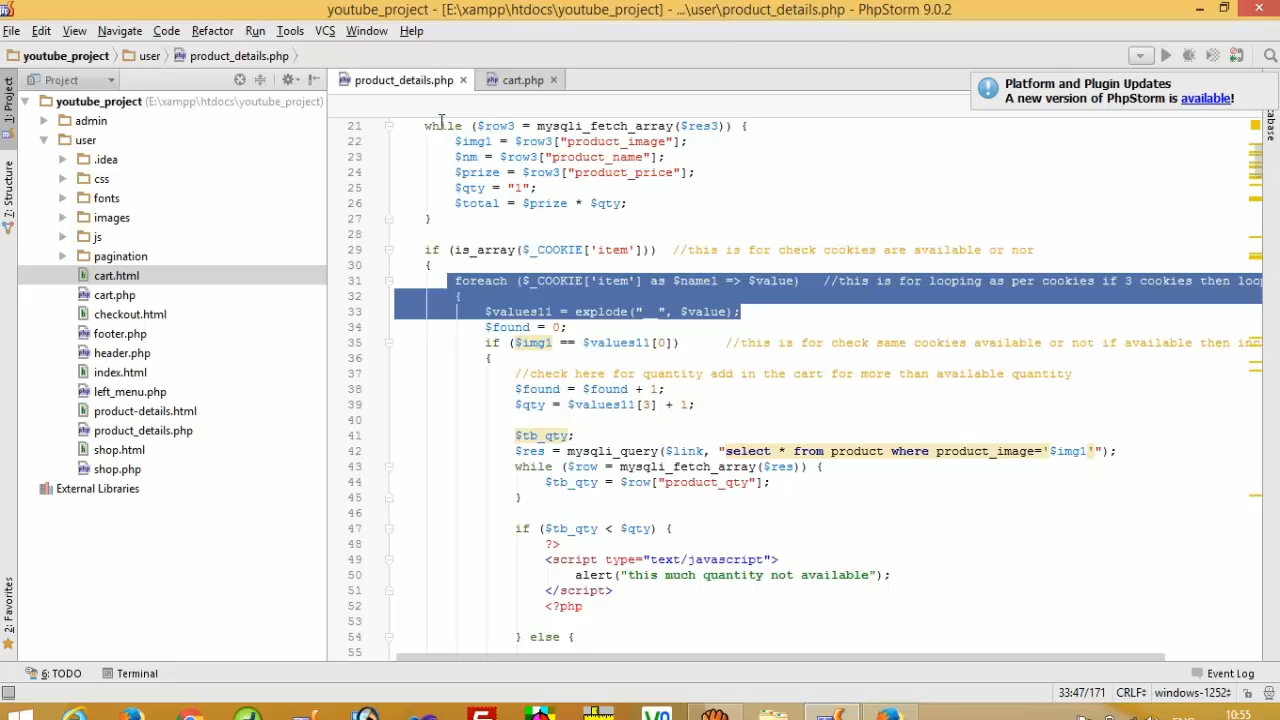 youtube_project - [E:\xampp\htdocs\youtube_project] - ...\user\product_details.php - PhpStorm 9.0.2
File Edit View Navigate Code Refactor Run Tools VCS Window Help
youtube_project user product_details.php
Project
product_details.php cart.php
Platform and Plugin Updates
A new version of PhpStorm is available!
1: Project
7: Structure
2: Favorites
youtube_project (E:\xampp\htdocs\youtube_project)
admin
user
.idea
css
fonts
images
js
pagination
cart.html
cart.php
checkout.html
footer.php
header.php
index.html
left_menu.php
product-details.html
product_details.php
shop.html
shop.php
External Libraries
21 while ($row3 = mysqli_fetch_array($res3)) {
22 $img1 = $row3["product_image"];
23 $nm = $row3["product_name"];
24 $prize = $row3["product_price"];
25 $qty = "1";
26 $total = $prize * $qty;
27 }
28
29 if (is_array($_COOKIE['item'])) //this is for check cookies are available or nor
30 {
31 foreach ($_COOKIE['item'] as $name1 => $value) //this is for looping as per cookies if 3 cookies then loo
32 {
33 $values11 = explode("__", $value);
34 $found = 0;
35 if ($img1 == $values11[0]) //this is for check same cookies available or not if available then inc
36 {
37 //check here for quantity add in the cart for more than available quantity
38 $found = $found + 1;
39 $qty = $values11[3] + 1;
40
41 $tb_qty;
42 $res = mysqli_query($link, "select * from product where product_image='$img1'");
43 while ($row = mysqli_fetch_array($res)) {
44 $tb_qty = $row["product_qty"];
45 }
46
47 if ($tb_qty < $qty) {
48 ?>
49 <script type="text/javascript">
50 alert("this much quantity not available");
51 </script>
52 <?php
53
54 } else {
55
6: TODO Terminal Event Log
33:47/171 CRLF windows-1252
10:55